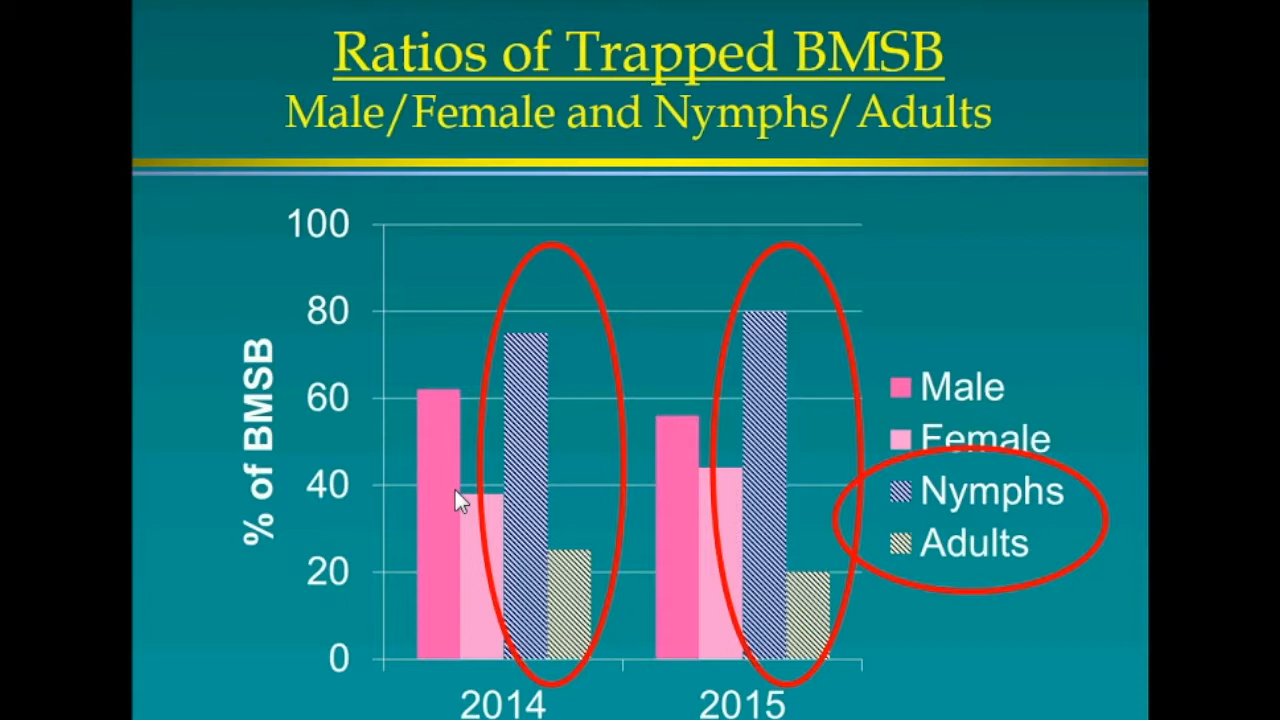 Ratios of Trapped BMSB
Male/Female and Nymphs/Adults
% of BMSB
100
80
60
40
20
0
2014
2015
Male
Female
Nymphs
Adults